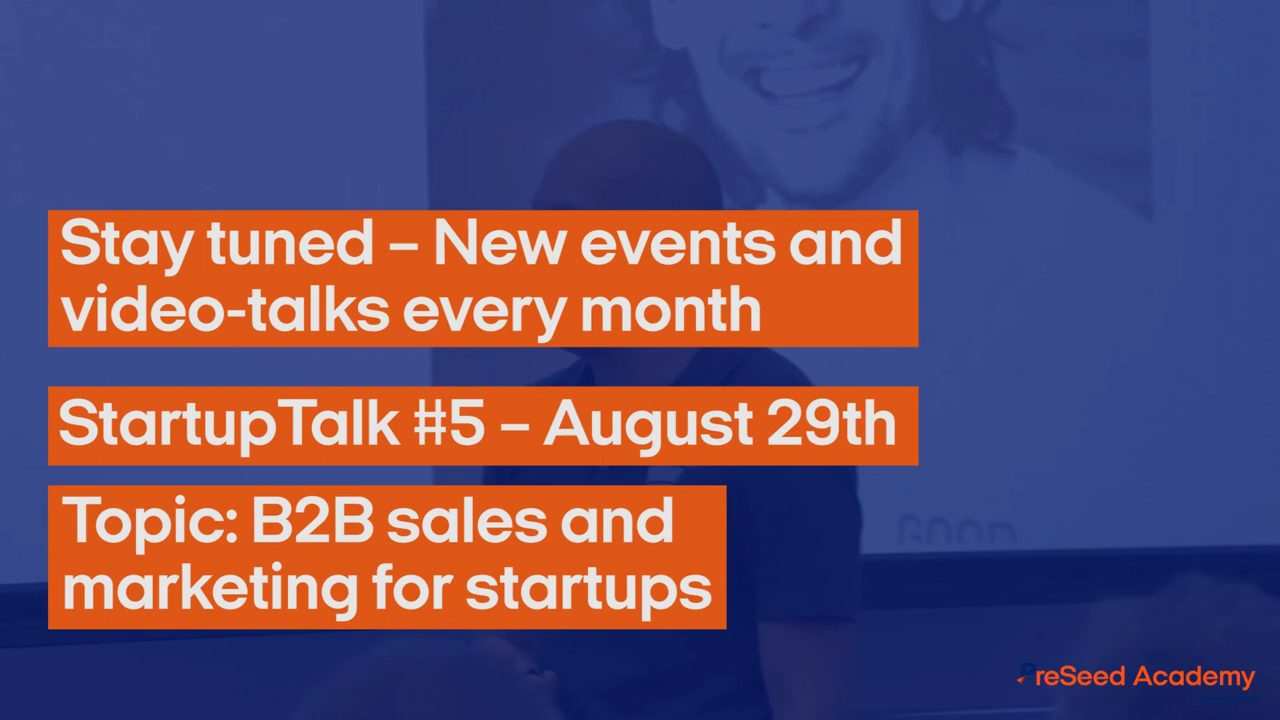 Stay tuned – New events and
video-talks every month
StartupTalk #5 – August 29th
Topic: B2B sales and
marketing for startups
PreSeed Academy